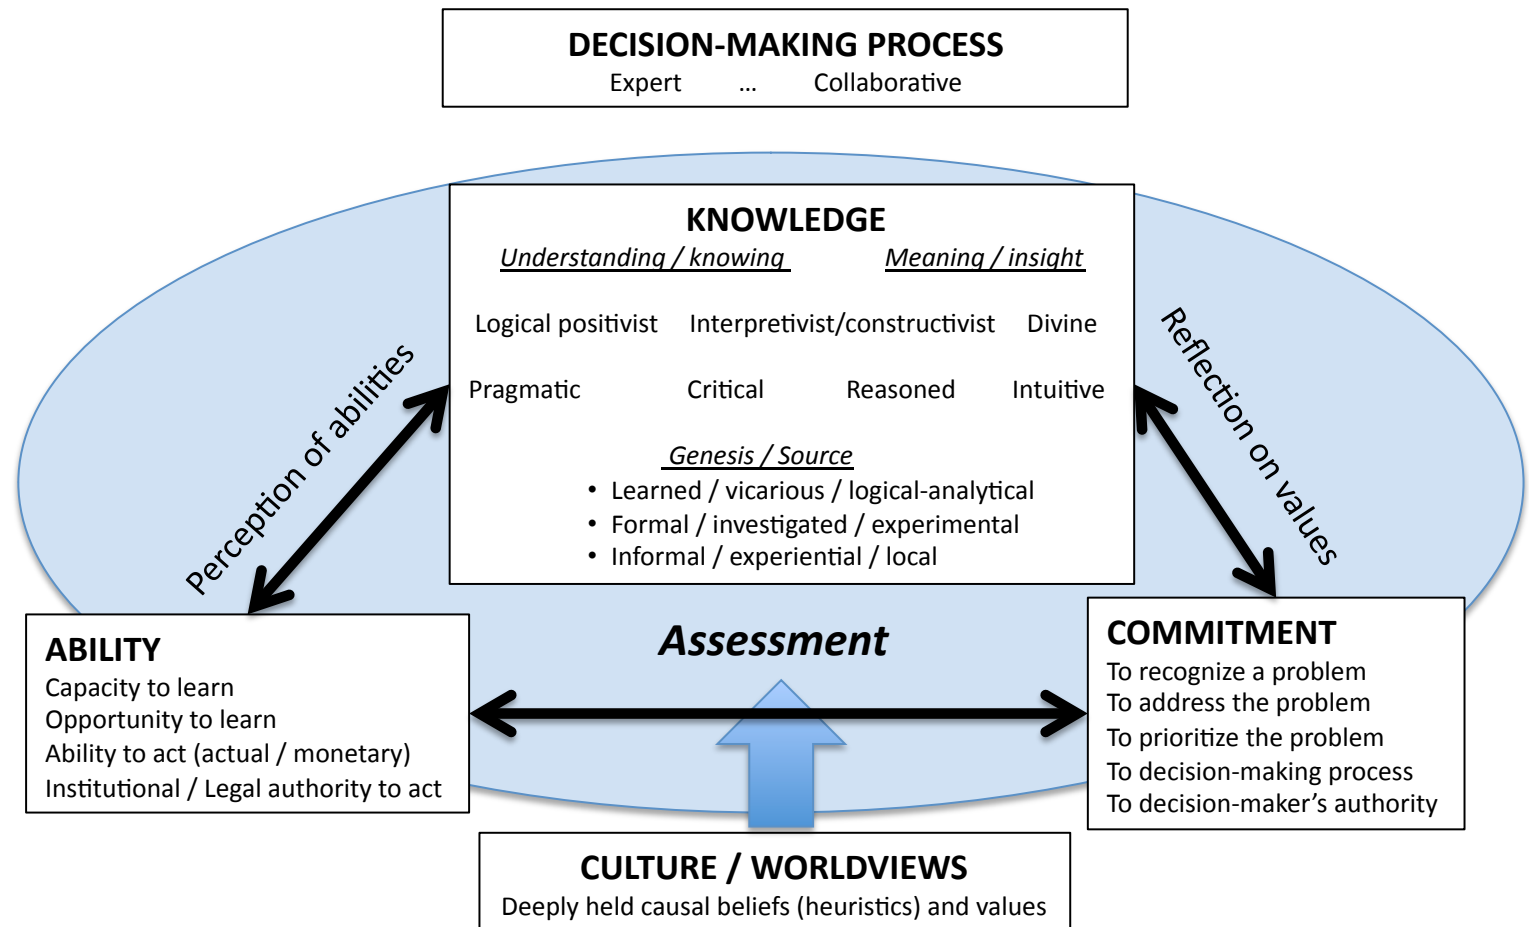 DECISION-MAKING PROCESS
Expert ... Collaborative
KNOWLEDGE
Understanding / knowing Meaning / insight
Logical positivist Interpretivist/constructivist Divine
Pragmatic Critical Reasoned Intuitive
Genesis / Source
• Learned / vicarious / logical-analytical
• Formal / investigated / experimental
• Informal / experiential / local
Perception of abilities
Reflection on values
Assessment
ABILITY
Capacity to learn
Opportunity to learn
Ability to act (actual / monetary)
Institutional / Legal authority to act
COMMITMENT
To recognize a problem
To address the problem
To prioritize the problem
To decision-making process
To decision-maker’s authority
CULTURE / WORLDVIEWS
Deeply held causal beliefs (heuristics) and values